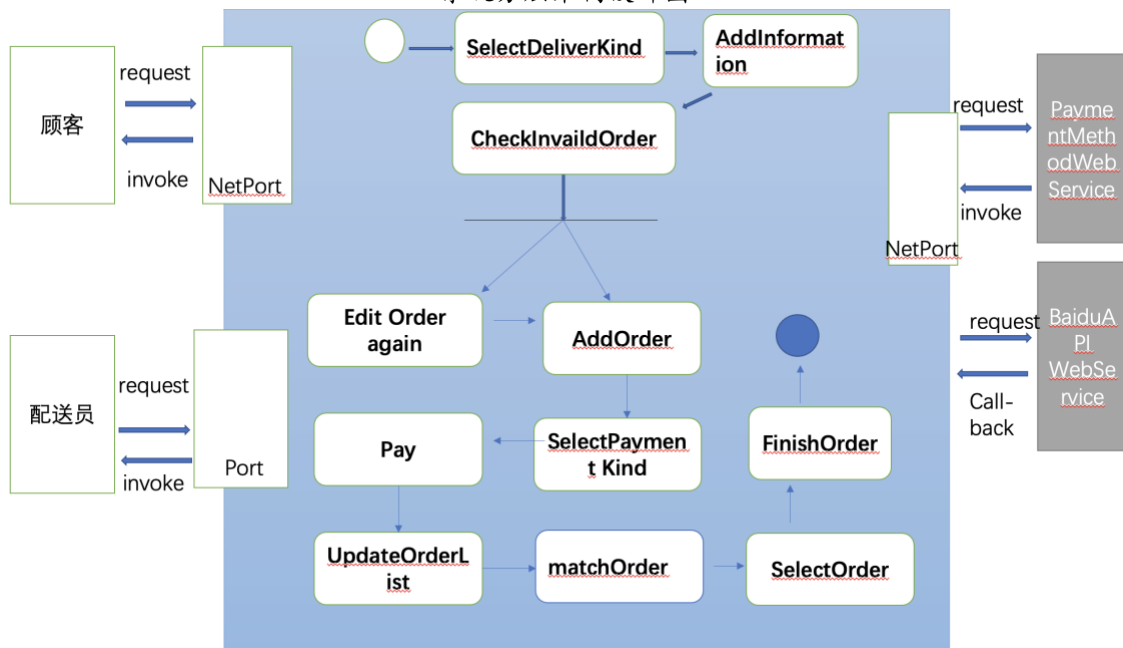 SelectDeliverKind
AddInformat
ion
request
顾客
invoke
NetPort
CheckInvaildOrder
request
invoke
NetPort
Payme
ntMeth
odWeb
Service
Edit Order
again
AddOrder
request
BaiduA
PI
WebSe
rvice
Call-
back
request
配送员
invoke
Port
Pay
SelectPaymen
t Kind
FinishOrder
UpdateOrderL
ist
matchOrder
SelectOrder